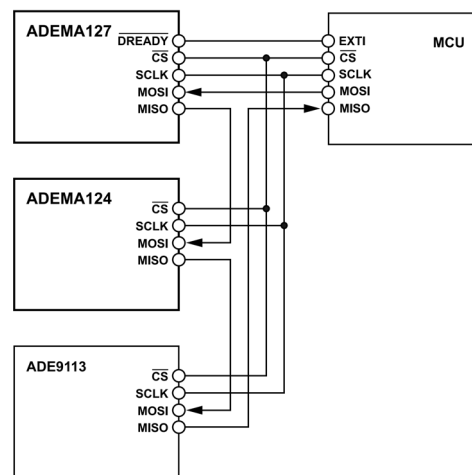 ADEMA127
DREADY
CS
SCLK
MOSI
MISO
EXTI
CS
SCLK
MOSI
MISO
MCU
ADEMA124
CS
SCLK
MOSI
MISO
ADE9113
CS
SCLK
MOSI
MISO